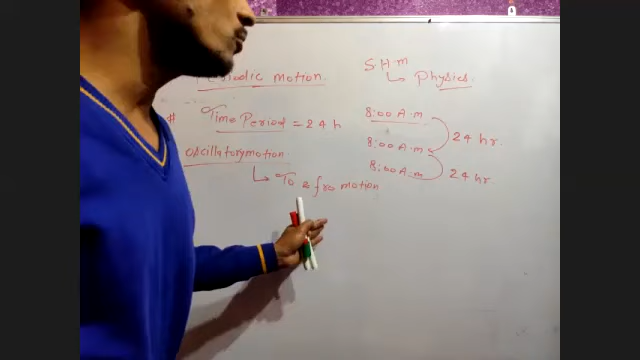 Periodic motion.
# Time Period = 24 h
oscillatory motion
↳ To & fro motion
S.H.M
↳ Physics.
8:00 A.m
24 hr.
8:00 A.m
8:00 A.m
24 hr.